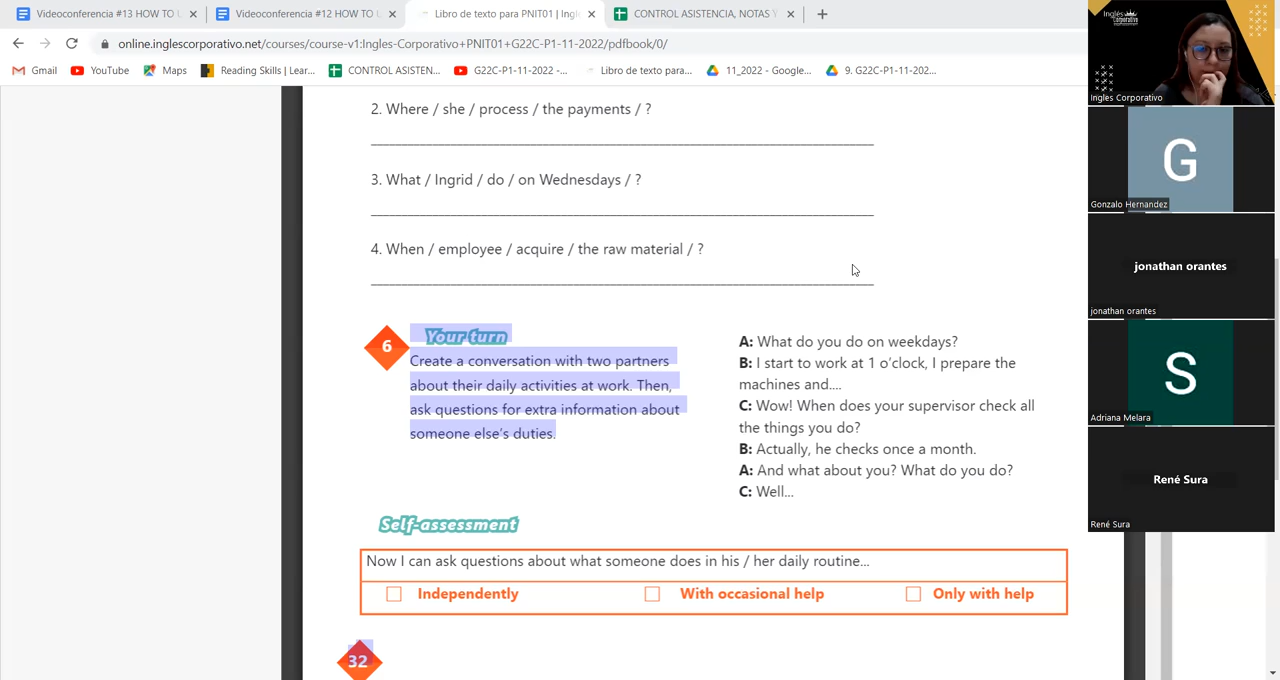 Videoconferencia #13 HOW TO U
Videoconferencia #12 HOW TO U
Libro de texto para PNIT01 | Ingl
CONTROL ASISTENCIA, NOTAS Y
online.inglescorporativo.net/courses/course-v1:Ingles-Corporativo+PNIT01+G22C-P1-11-2022/pdfbook/0/
Gmail
YouTube
Maps
Reading Skills | Lear...
CONTROL ASISTEN...
G22C-P1-11-2022 -...
Libro de texto para...
11_2022 - Google...
9. G22C-P1-11-202...
2. Where / she / process / the payments / ?
3. What / Ingrid / do / on Wednesdays / ?
4. When / employee / acquire / the raw material / ?
6
Your turn
Create a conversation with two partners
about their daily activities at work. Then,
ask questions for extra information about
someone else's duties.
A: What do you do on weekdays?
B: I start to work at 1 o'clock, I prepare the
machines and....
C: Wow! When does your supervisor check all
the things you do?
B: Actually, he checks once a month.
A: And what about you? What do you do?
C: Well...
Self-assessment
Now I can ask questions about what someone does in his / her daily routine...
Independently
With occasional help
Only with help
32
Inglés
Corporativo
Ingles Corporativo
G
Gonzalo Hernandez
jonathan orantes
jonathan orantes
S
Adriana Melara
René Sura
René Sura